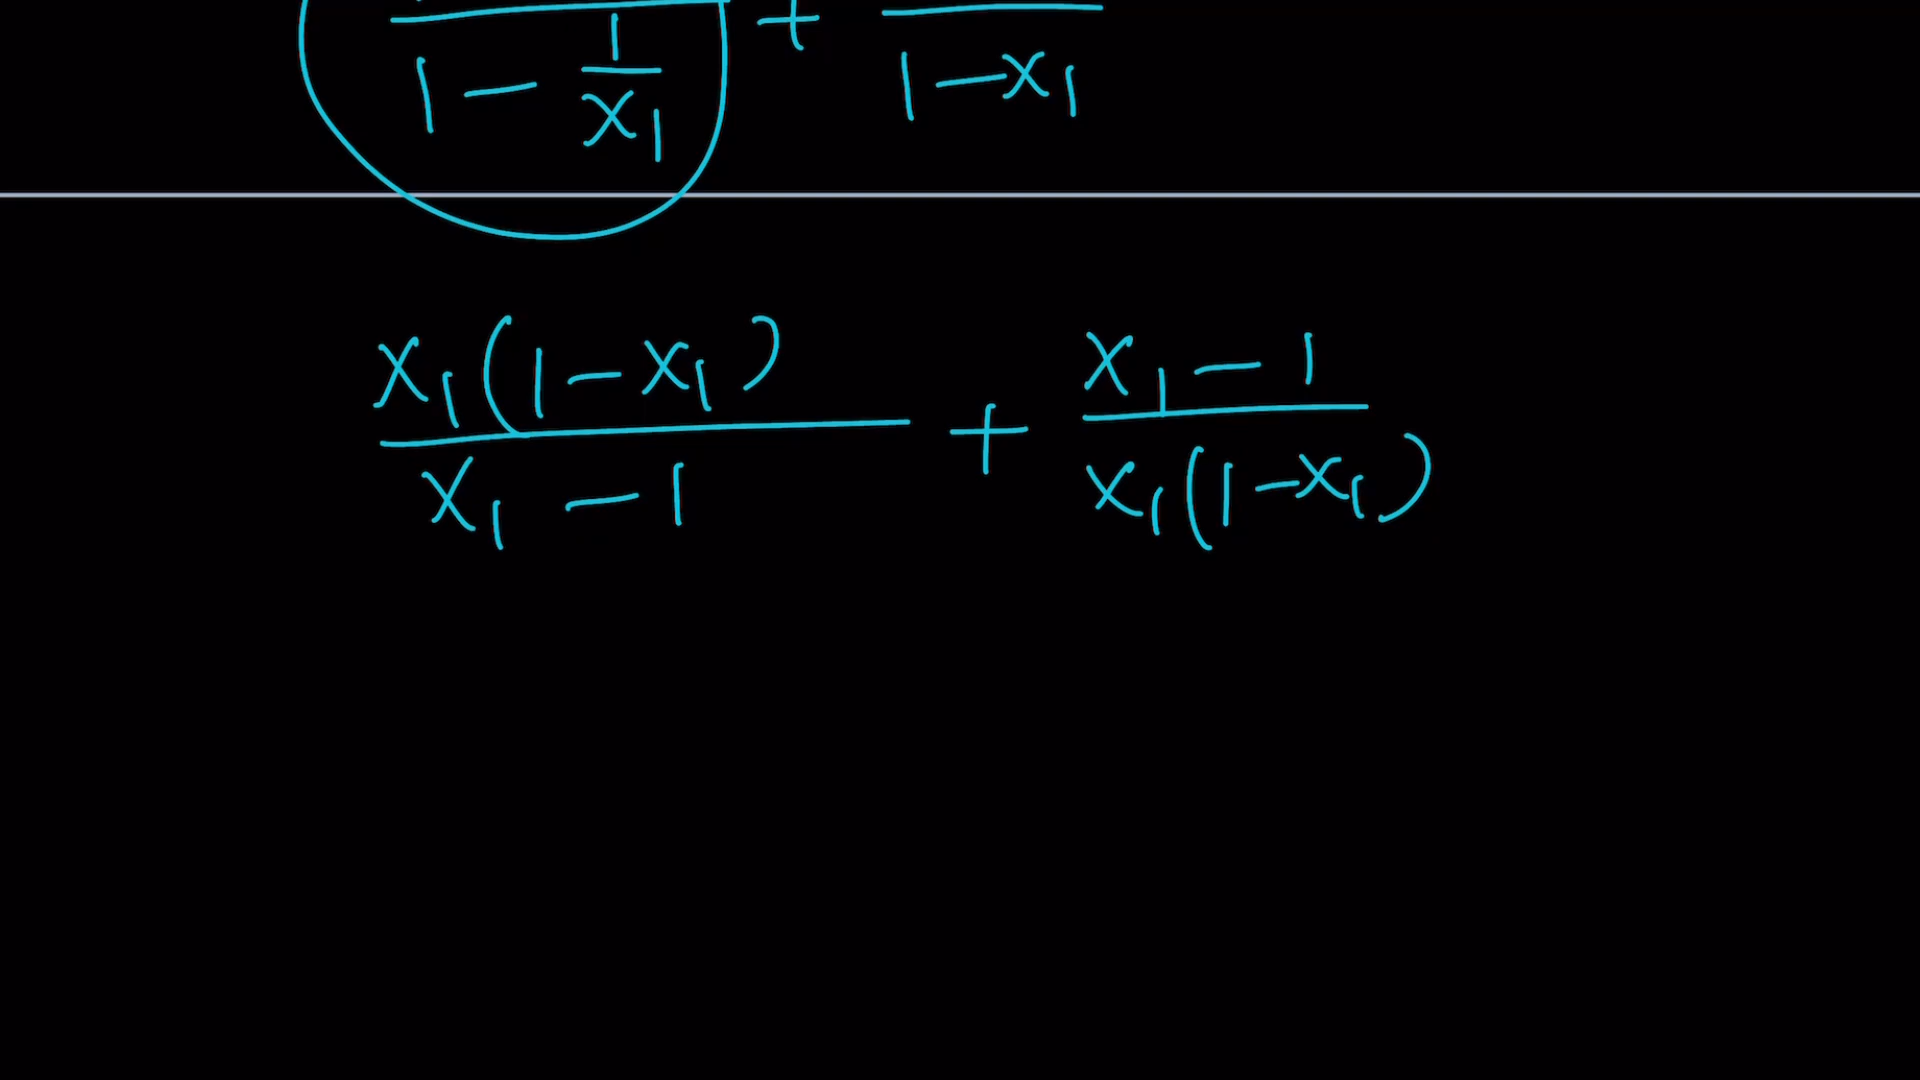 1 - 1/x₁ + 1 - x₁
x₁(1 - x₁)/x₁ - 1 + x₁ - 1/x₁(1 - x₁)